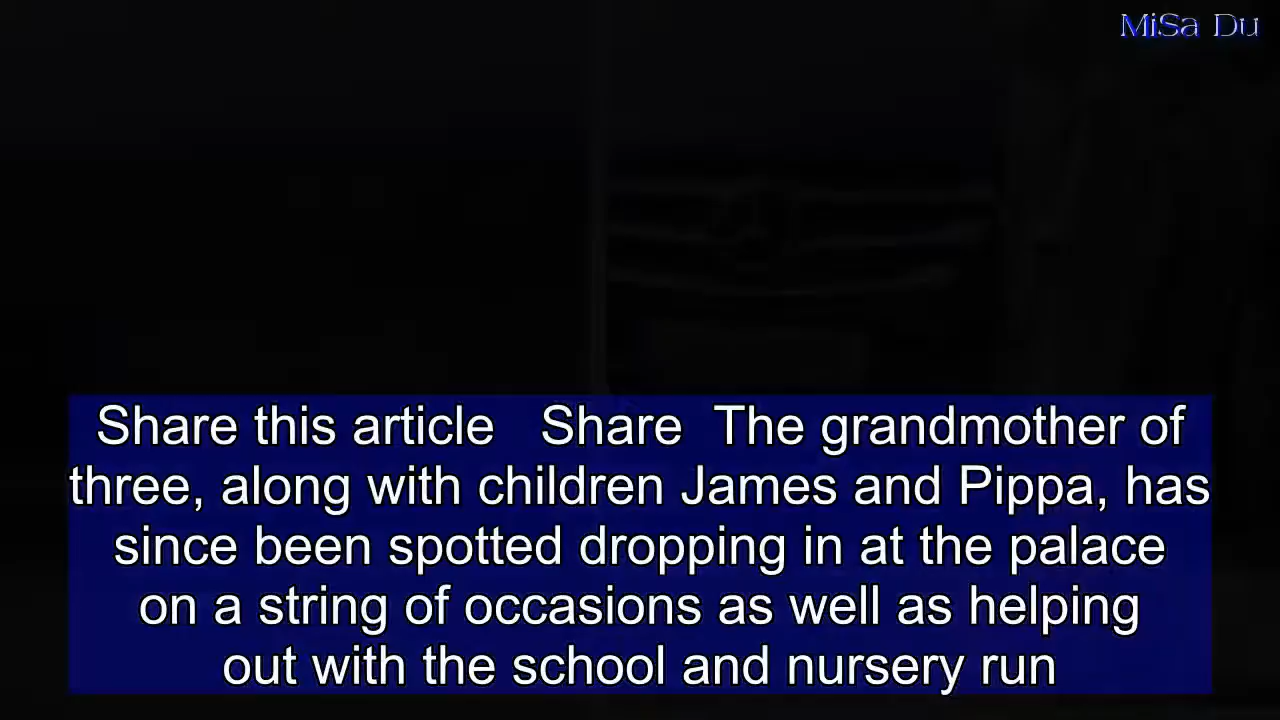 MiSa Du
Share this article   Share  The grandmother of
three, along with children James and Pippa, has
since been spotted dropping in at the palace
on a string of occasions as well as helping
out with the school and nursery run